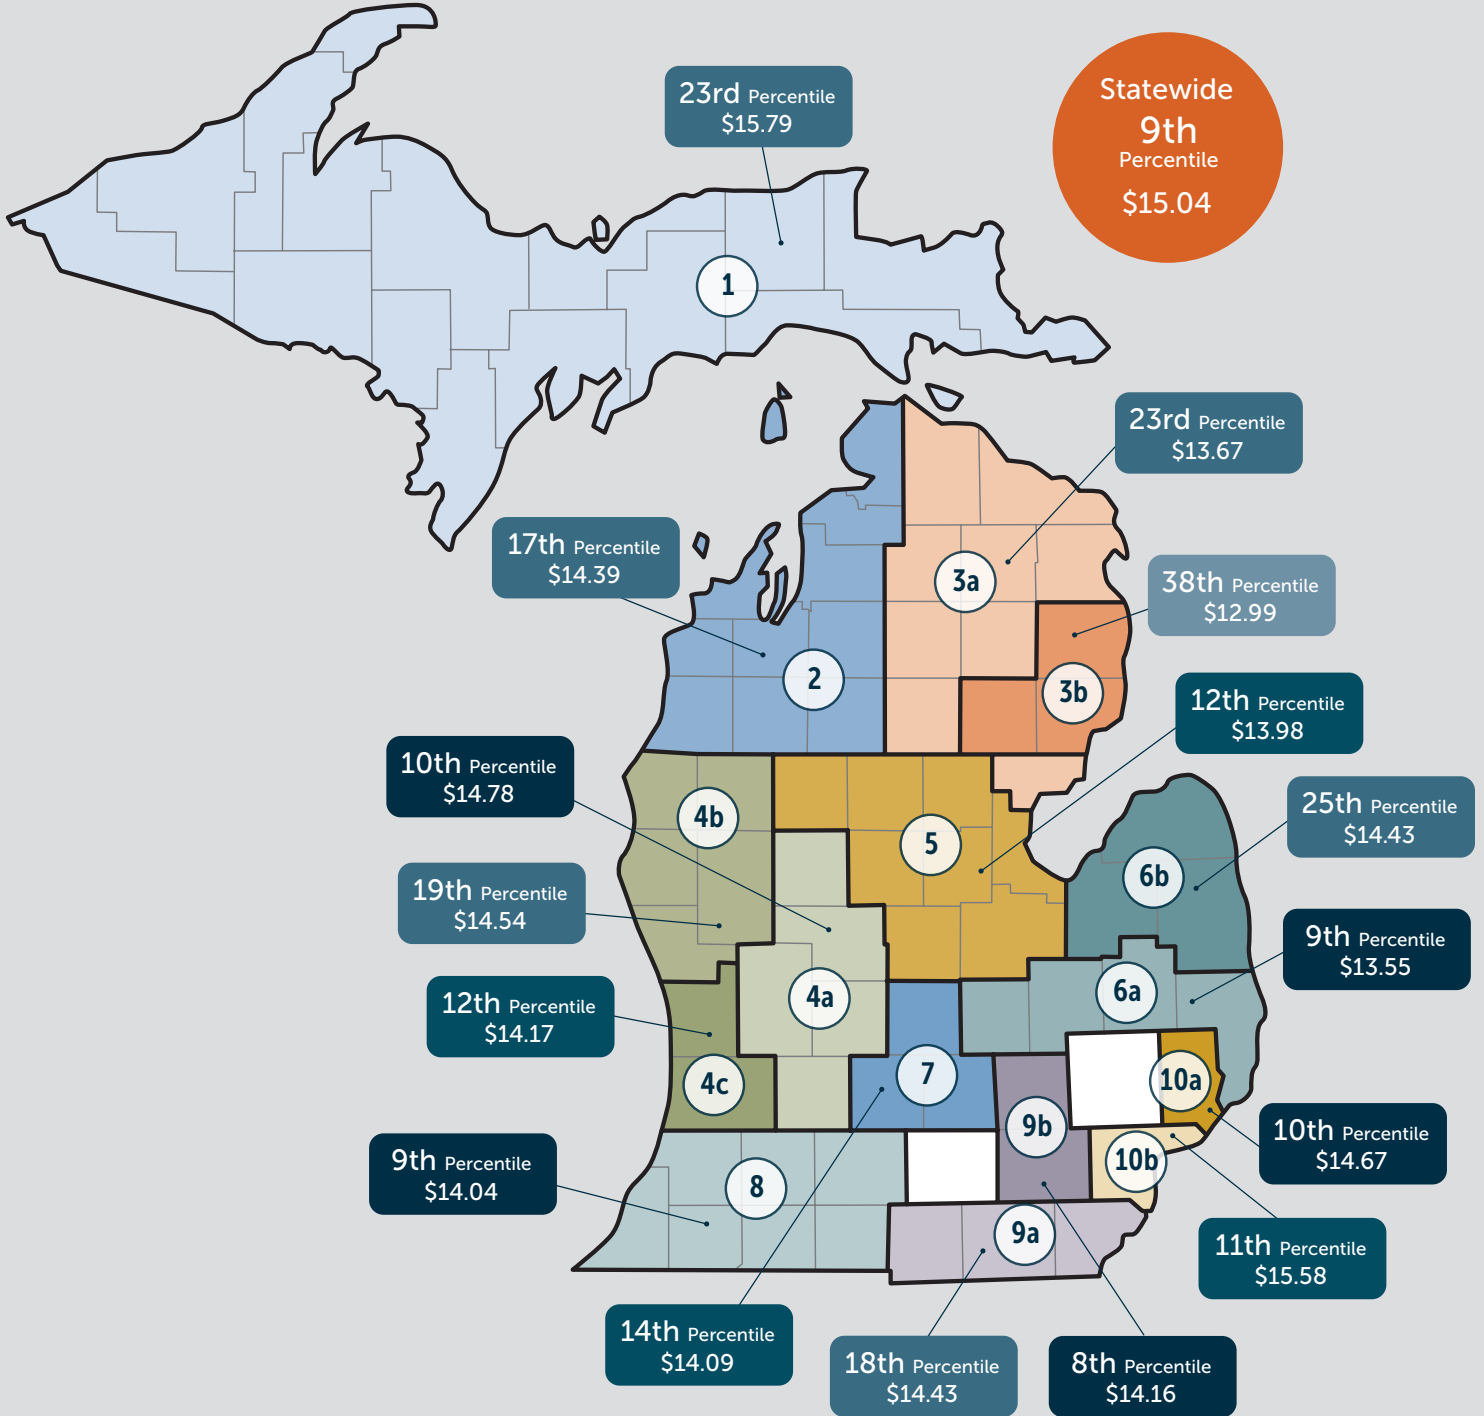 23rd Percentile
$15.79
Statewide
9th
Percentile
$15.04
1
23rd Percentile
$13.67
17th Percentile
$14.39
3a
38th Percentile
$12.99
2
3b
12th Percentile
$13.98
10th Percentile
$14.78
4b
5
25th Percentile
$14.43
6b
19th Percentile
$14.54
9th Percentile
$13.55
4a
6a
12th Percentile
$14.17
4c
7
10a
9b
10th Percentile
$14.67
9th Percentile
$14.04
8
10b
9a
11th Percentile
$15.58
14th Percentile
$14.09
18th Percentile
$14.43
8th Percentile
$14.16